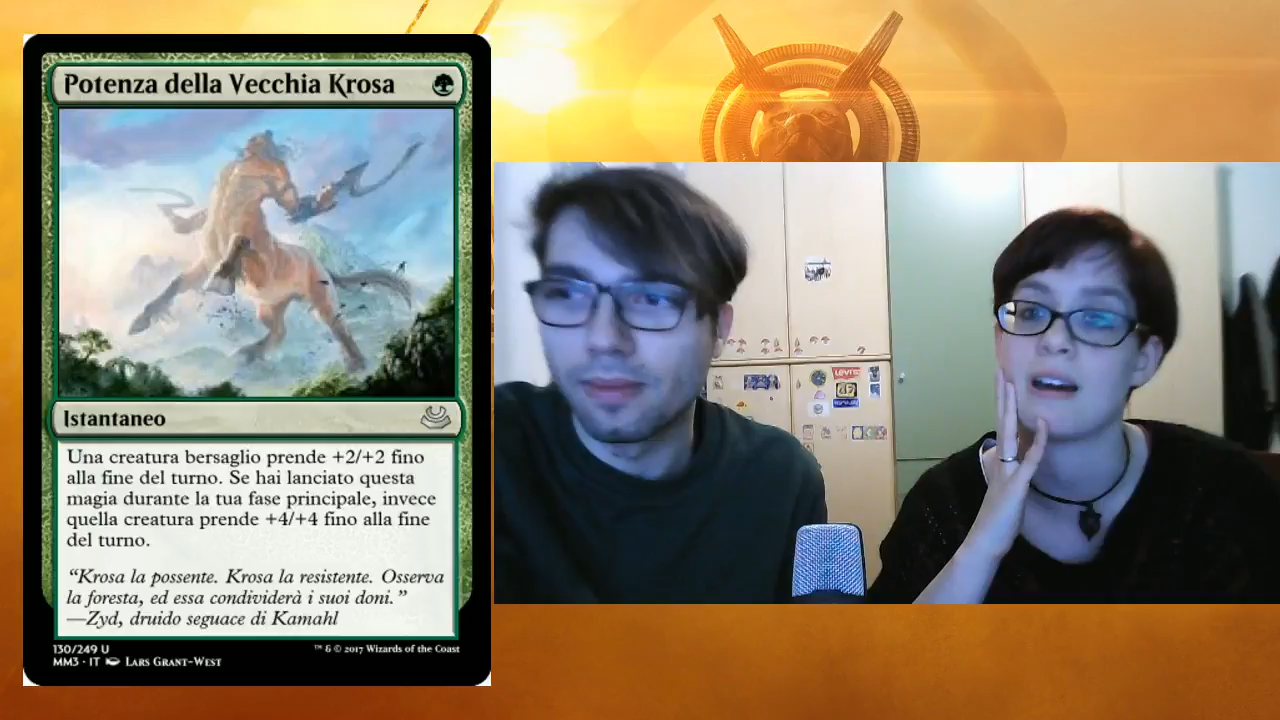 Potenza della Vecchia Krosa
Istantaneo
Una creatura bersaglio prende +2/+2 fino
alla fine del turno. Se hai lanciato questa
magia durante la tua fase principale, invece
quella creatura prende +4/+4 fino alla fine
del turno.
“Krosa la possente. Krosa la resistente. Osserva
la foresta, ed essa condividerà i suoi doni.”
—Zyd, druido seguace di Kamahl
130/249 U
™ & © 2017 Wizards of the Coast
MM3 · IT Lars Grant-West
LEVI'S